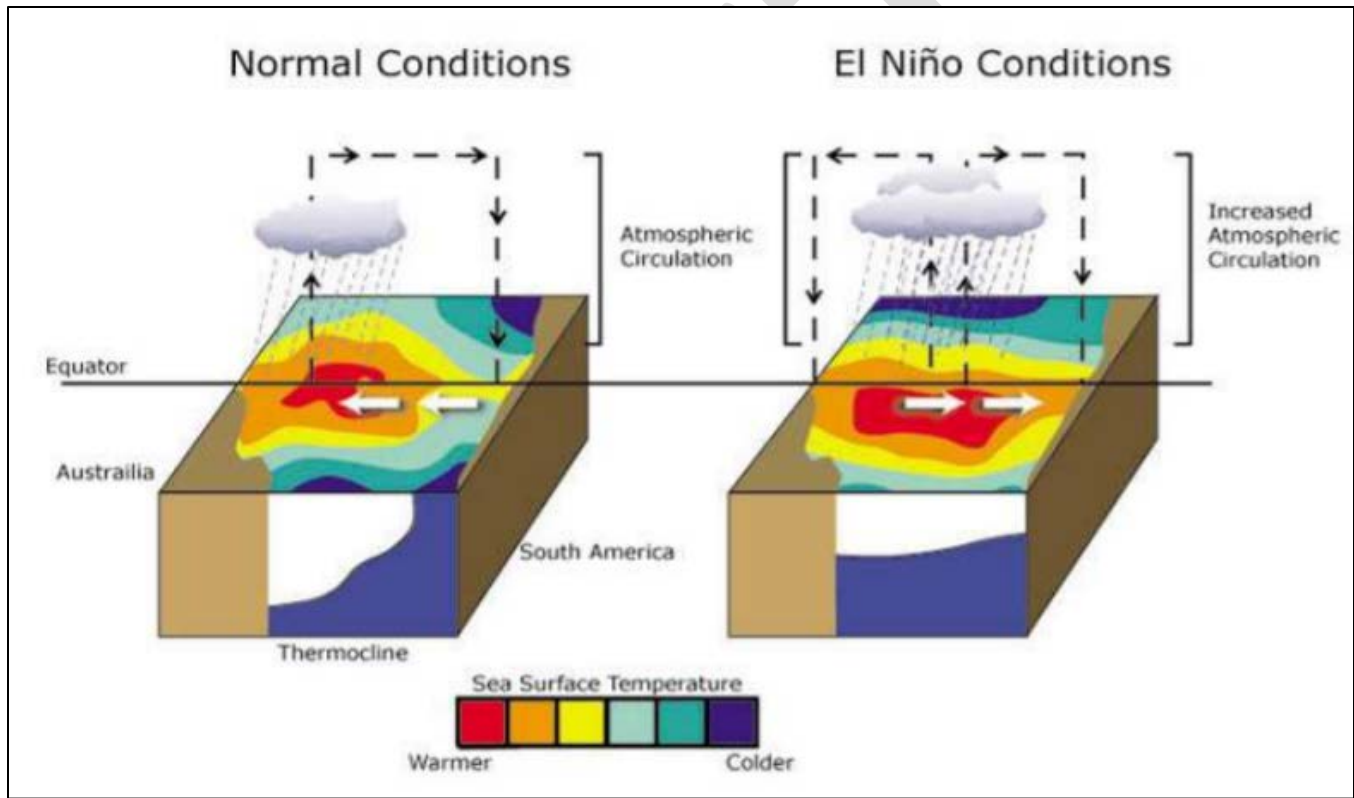 Normal Conditions
El Niño Conditions
Atmospheric
Circulation
Increased
Atmospheric
Circulation
Equator
Austrailia
South America
Thermocline
Sea Surface Temperature
Warmer
Colder